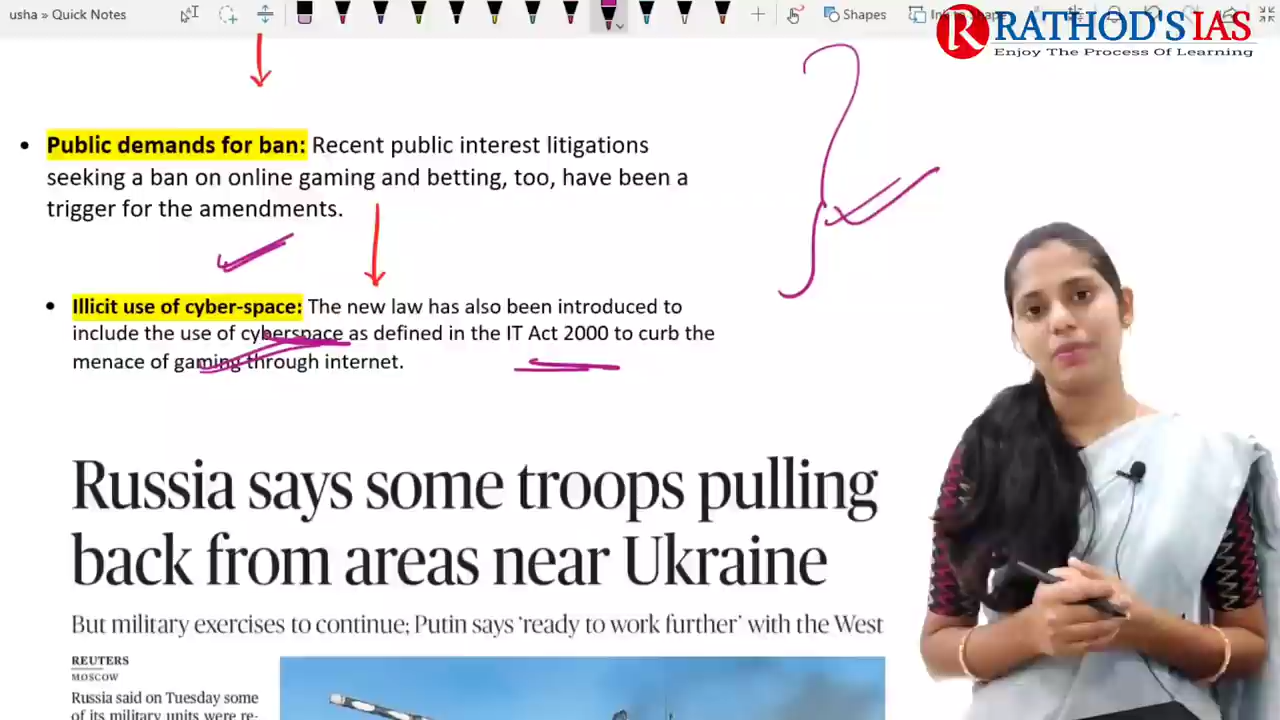 usha » Quick Notes
Shapes
RATHOD'S IAS
Enjoy The Process Of Learning
• Public demands for ban: Recent public interest litigations
seeking a ban on online gaming and betting, too, have been a
trigger for the amendments.
• Illicit use of cyber-space: The new law has also been introduced to
include the use of cyberspace as defined in the IT Act 2000 to curb the
menace of gaming through internet.
Russia says some troops pulling
back from areas near Ukraine
But military exercises to continue; Putin says ‘ready to work further’ with the West
REUTERS
MOSCOW
Russia said on Tuesday some
of its military units were re-